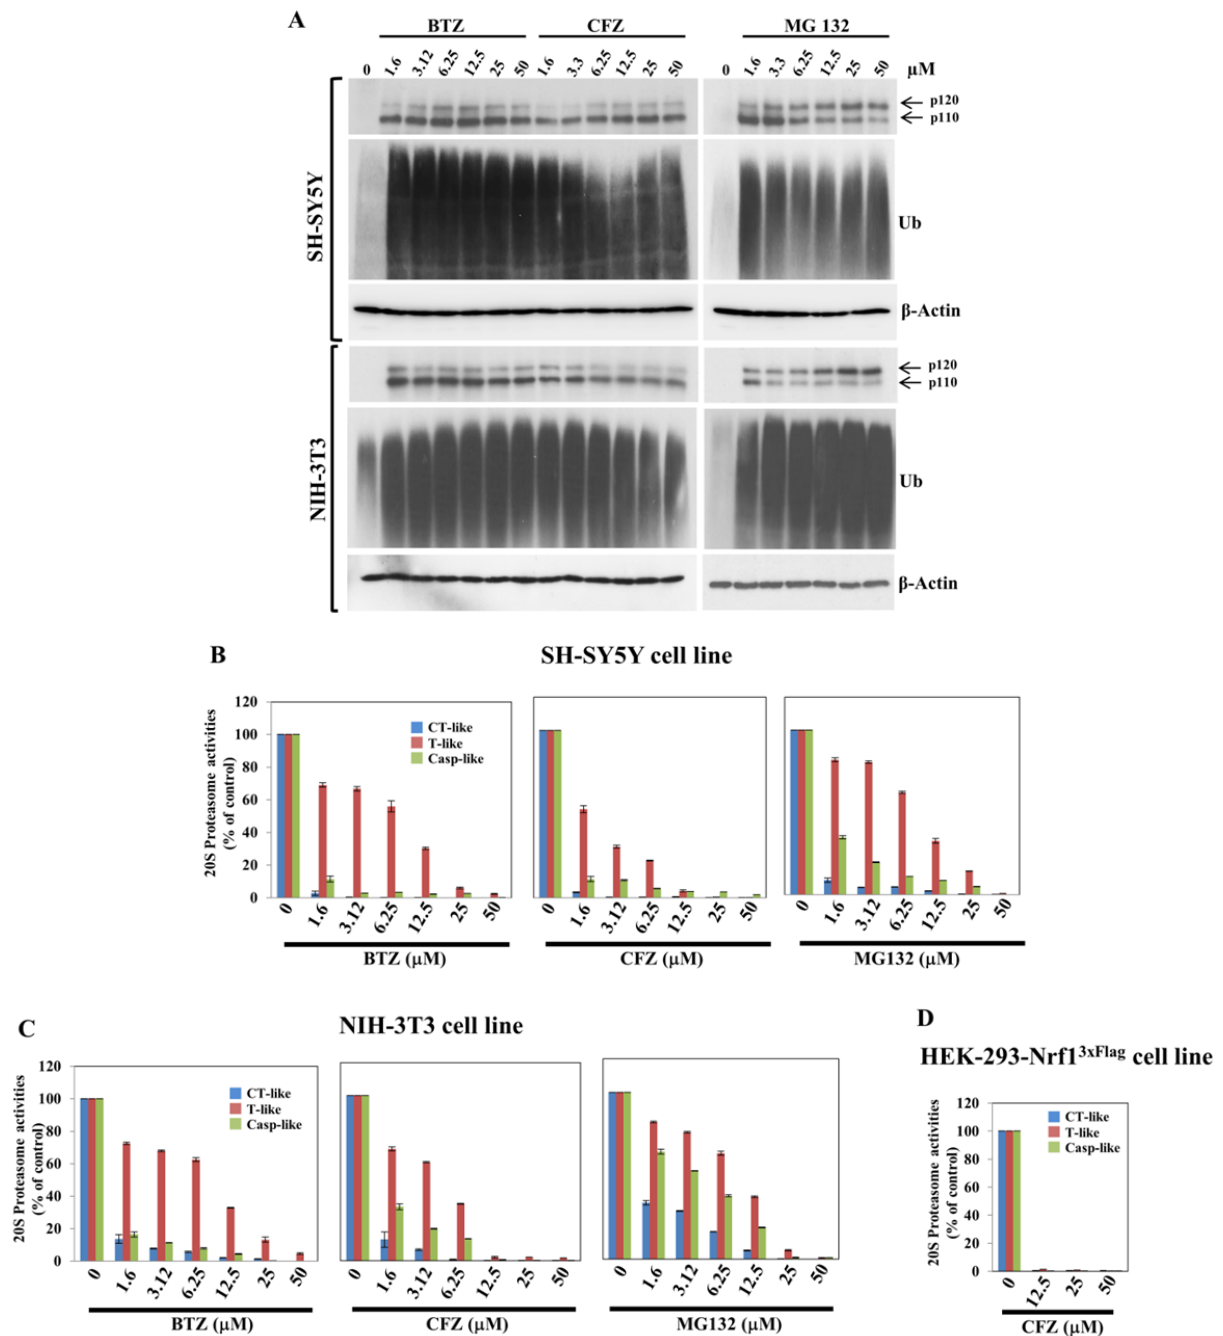 A
BTZ CFZ MG 132
0 1.6 3.12 6.25 12.5 25 50 1.6 3.3 6.25 12.5 25 50 0 1.6 3.3 6.25 12.5 25 50 μM
SH-SY5Y
p120
p110
Ub
β-Actin
NIH-3T3
p120
p110
Ub
β-Actin
B
SH-SY5Y cell line
20S Proteasome activities
(% of control)
120
100
80
60
40
20
0
CT-like
T-like
Casp-like
0 1.6 3.12 6.25 12.5 25 50
BTZ (μM)
0 1.6 3.12 6.25 12.5 25 50
CFZ (μM)
0 1.6 3.12 6.25 12.5 25 50
MG132 (μM)
C
NIH-3T3 cell line
20S Proteasome activities
(% of control)
120
100
80
60
40
20
0
CT-like
T-like
Casp-like
0 1.6 3.12 6.25 12.5 25 50
BTZ (μM)
0 1.6 3.12 6.25 12.5 25 50
CFZ (μM)
0 1.6 3.12 6.25 12.5 25 50
MG132 (μM)
D
HEK-293-Nrf1³ˣᶠˡᵃᵍ cell line
20S Proteasome activities
(% of control)
120
100
80
60
40
20
0
CT-like
T-like
Casp-like
0 12.5 25 50
CFZ (μM)